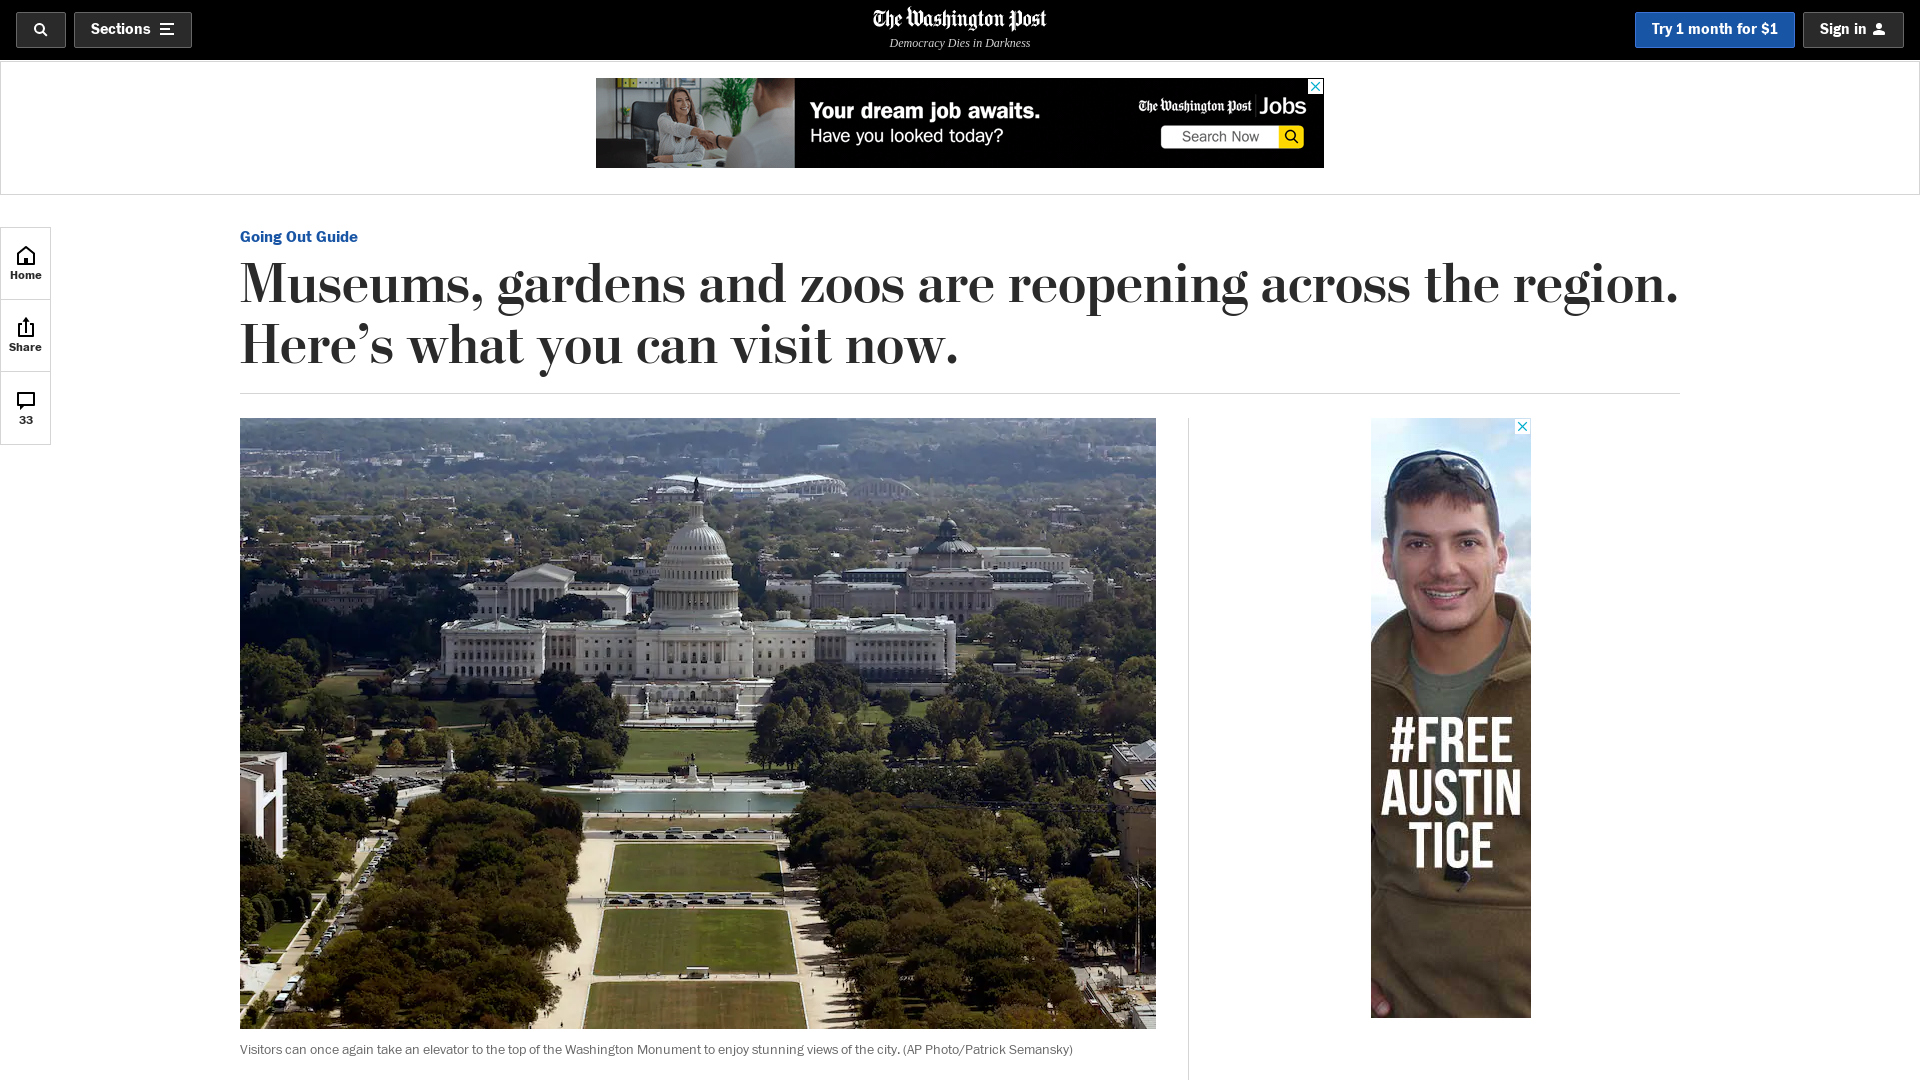 Sections
The Washington Post
Democracy Dies in Darkness
Try 1 month for $1
Sign in
Your dream job awaits.
Have you looked today?
The Washington Post Jobs
Search Now
Home
Share
33
Going Out Guide
Museums, gardens and zoos are reopening across the region.
Here’s what you can visit now.
#FREE
AUSTIN
TICE
Visitors can once again take an elevator to the top of the Washington Monument to enjoy stunning views of the city. (AP Photo/Patrick Semansky)